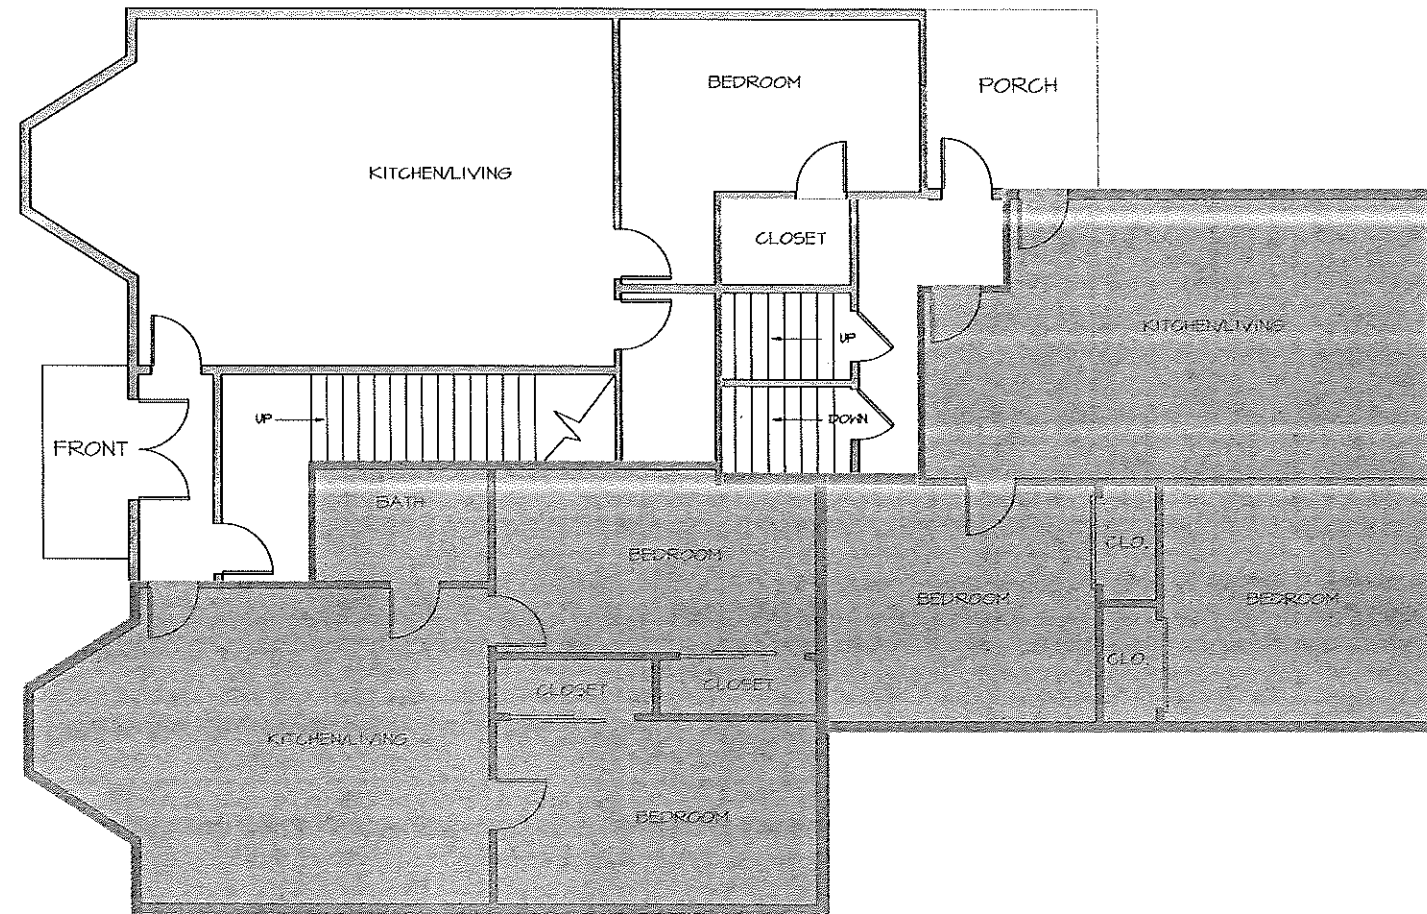 BEDROOM
PORCH
KITCHEN/LIVING
CLOSET
KITCHEN/LIVING
UP
UP
DOWN
FRONT
BATH
BEDROOM
CLO.
BEDROOM
BEDROOM
CLO.
CLOSET
CLOSET
KITCHEN/LIVING
BEDROOM